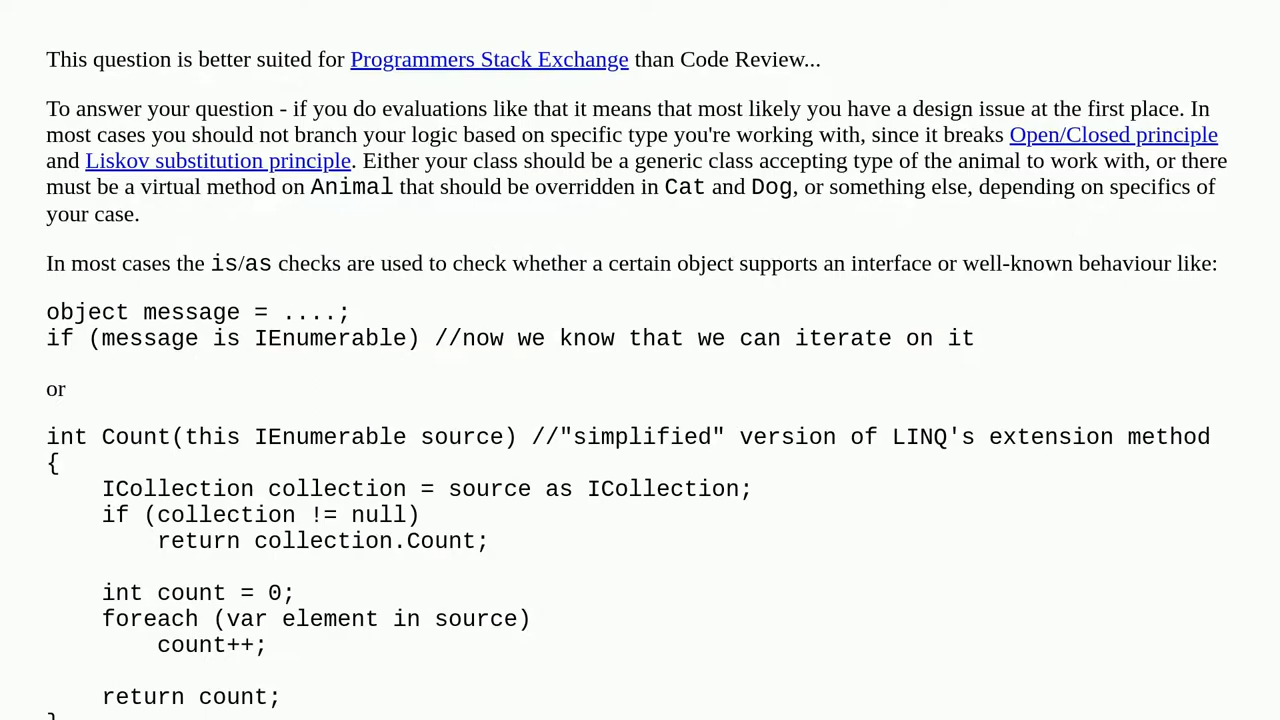 This question is better suited for Programmers Stack Exchange than Code Review...
To answer your question - if you do evaluations like that it means that most likely you have a design issue at the first place. In
most cases you should not branch your logic based on specific type you're working with, since it breaks Open/Closed principle
and Liskov substitution principle. Either your class should be a generic class accepting type of the animal to work with, or there
must be a virtual method on Animal that should be overridden in Cat and Dog, or something else, depending on specifics of
your case.
In most cases the is/as checks are used to check whether a certain object supports an interface or well-known behaviour like:
object message = ....;
if (message is IEnumerable) //now we know that we can iterate on it
or
int Count(this IEnumerable source) //"simplified" version of LINQ's extension method
{
    ICollection collection = source as ICollection;
    if (collection != null)
        return collection.Count;
    int count = 0;
    foreach (var element in source)
        count++;
    return count;
}